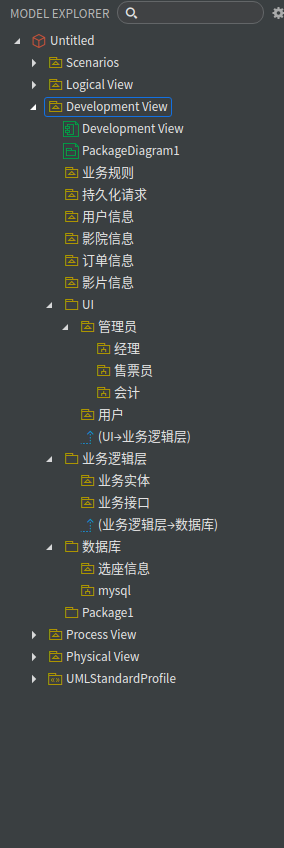 MODEL EXPLORER
Untitled
Scenarios
Logical View
Development View
Development View
PackageDiagram1
业务规则
持久化请求
用户信息
影院信息
订单信息
影片信息
UI
管理员
经理
售票员
会计
用户
(UI→业务逻辑层)
业务逻辑层
业务实体
业务接口
(业务逻辑层→数据库)
数据库
选座信息
mysql
Package1
Process View
Physical View
UMLStandardProfile